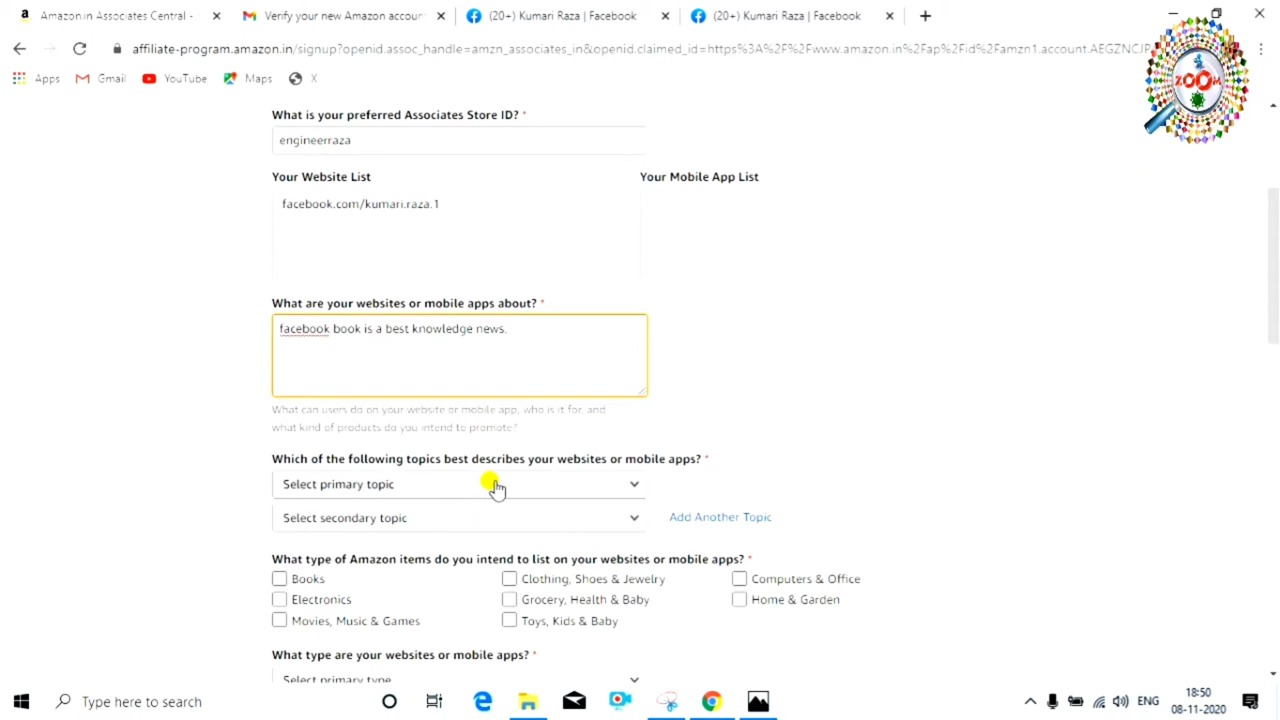 Amazon.in Associates Central -
Verify your new Amazon accoun
(20+) Kumari Raza | Facebook
(20+) Kumari Raza | Facebook
affiliate-program.amazon.in/signup?openid.assoc_handle=amzn_associates_in&openid.claimed_id=https%3A%2F%2Fwww.amazon.in%2Fap%2Fid%2Famzn1.account.AEGZNCJP
Apps
Gmail
YouTube
Maps
X
ZOOM
What is your preferred Associates Store ID? *
engineerraza
Your Website List
Your Mobile App List
facebook.com/kumari.raza.1
What are your websites or mobile apps about? *
facebook book is a best knowledge news.
What can users do on your website or mobile app, who is it for, and
what kind of products do you intend to promote?
Which of the following topics best describes your websites or mobile apps? *
Select primary topic
Select secondary topic
Add Another Topic
What type of Amazon items do you intend to list on your websites or mobile apps? *
Books
Clothing, Shoes & Jewelry
Computers & Office
Electronics
Grocery, Health & Baby
Home & Garden
Movies, Music & Games
Toys, Kids & Baby
What type are your websites or mobile apps? *
Select primary type
Type here to search
ENG
18:50
08-11-2020